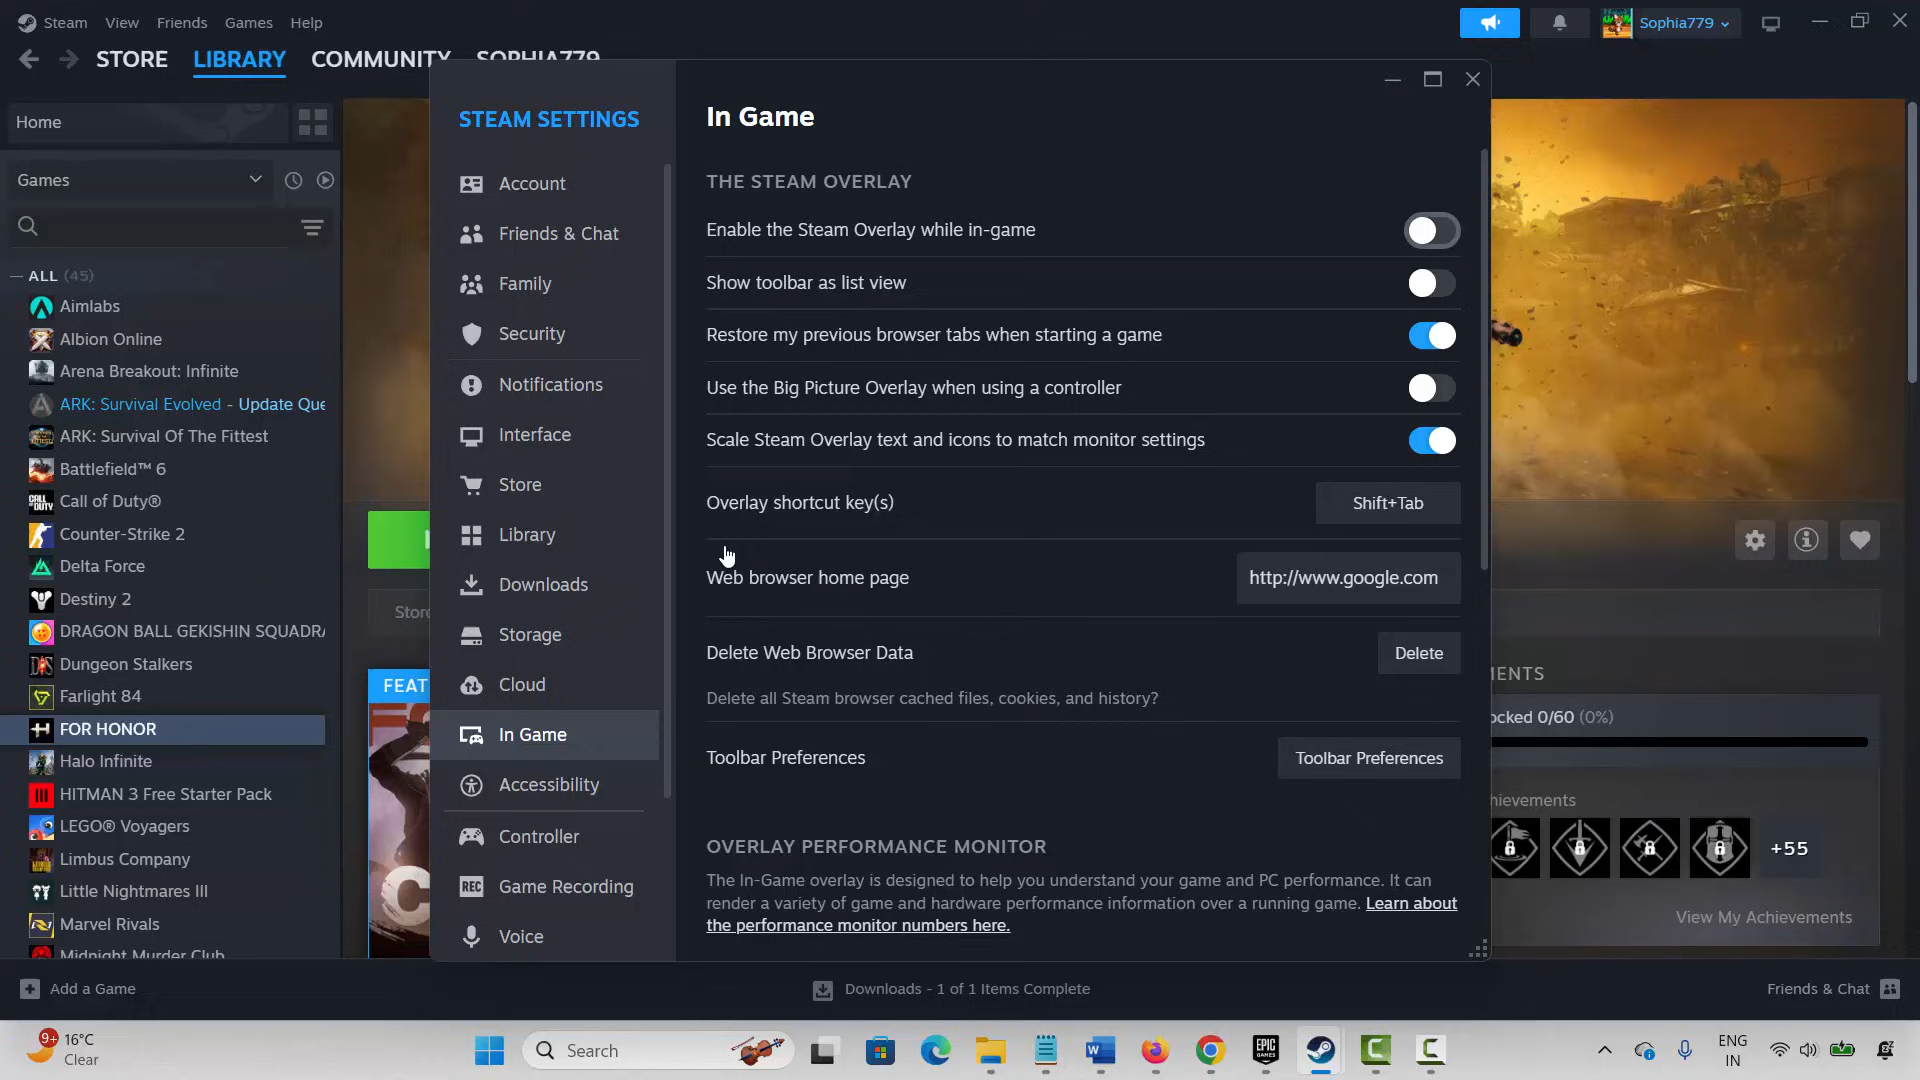 Steam View Friends Games Help
Sophia779
STORE LIBRARY COMMUNITY SOPHIA779
Home
Games
ALL (45)
Aimlabs
Albion Online
Arena Breakout: Infinite
ARK: Survival Evolved - Update Que
ARK: Survival Of The Fittest
Battlefield™ 6
Call of Duty®
Counter-Strike 2
Delta Force
Destiny 2
DRAGON BALL GEKISHIN SQUADRA
Dungeon Stalkers
Farlight 84
FOR HONOR
Halo Infinite
HITMAN 3 Free Starter Pack
LEGO® Voyagers
Limbus Company
Little Nightmares III
Marvel Rivals
Midnight Murder Club
Store
FEAT
STEAM SETTINGS
Account
Friends & Chat
Family
Security
Notifications
Interface
Store
Library
Downloads
Storage
Cloud
In Game
Accessibility
Controller
REC Game Recording
Voice
In Game
THE STEAM OVERLAY
Enable the Steam Overlay while in-game
Show toolbar as list view
Restore my previous browser tabs when starting a game
Use the Big Picture Overlay when using a controller
Scale Steam Overlay text and icons to match monitor settings
Overlay shortcut key(s) Shift+Tab
Web browser home page http://www.google.com
Delete Web Browser Data Delete
Delete all Steam browser cached files, cookies, and history?
Toolbar Preferences Toolbar Preferences
OVERLAY PERFORMANCE MONITOR
The In-Game overlay is designed to help you understand your game and PC performance. It can
render a variety of game and hardware performance information over a running game. Learn about
the performance monitor numbers here.
MENTS
ocked 0/60 (0%)
hievements
+55
View My Achievements
Add a Game
Downloads - 1 of 1 Items Complete
Friends & Chat
9+ 16°C
Clear
Search
EPIC GAMES
ENG
IN